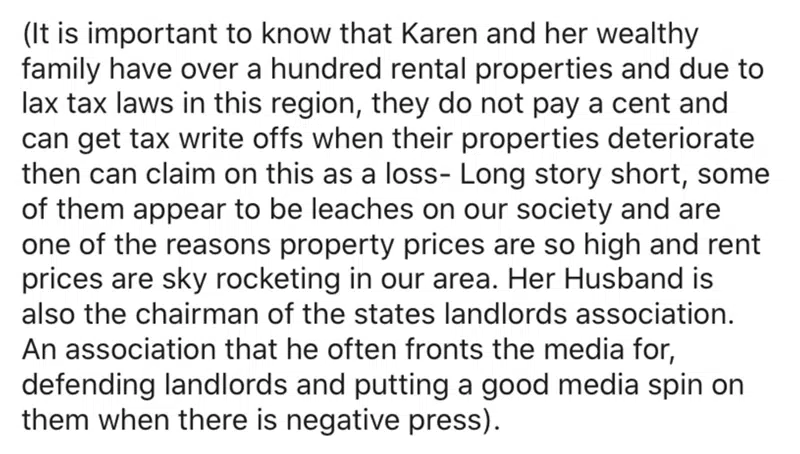 (It is important to know that Karen and her wealthy
family have over a hundred rental properties and due to
lax tax laws in this region, they do not pay a cent and
can get tax write offs when their properties deteriorate
then can claim on this as a loss- Long story short, some
of them appear to be leaches on our society and are
one of the reasons property prices are so high and rent
prices are sky rocketing in our area. Her Husband is
also the chairman of the states landlords association.
An association that he often fronts the media for,
defending landlords and putting a good media spin on
them when there is negative press).